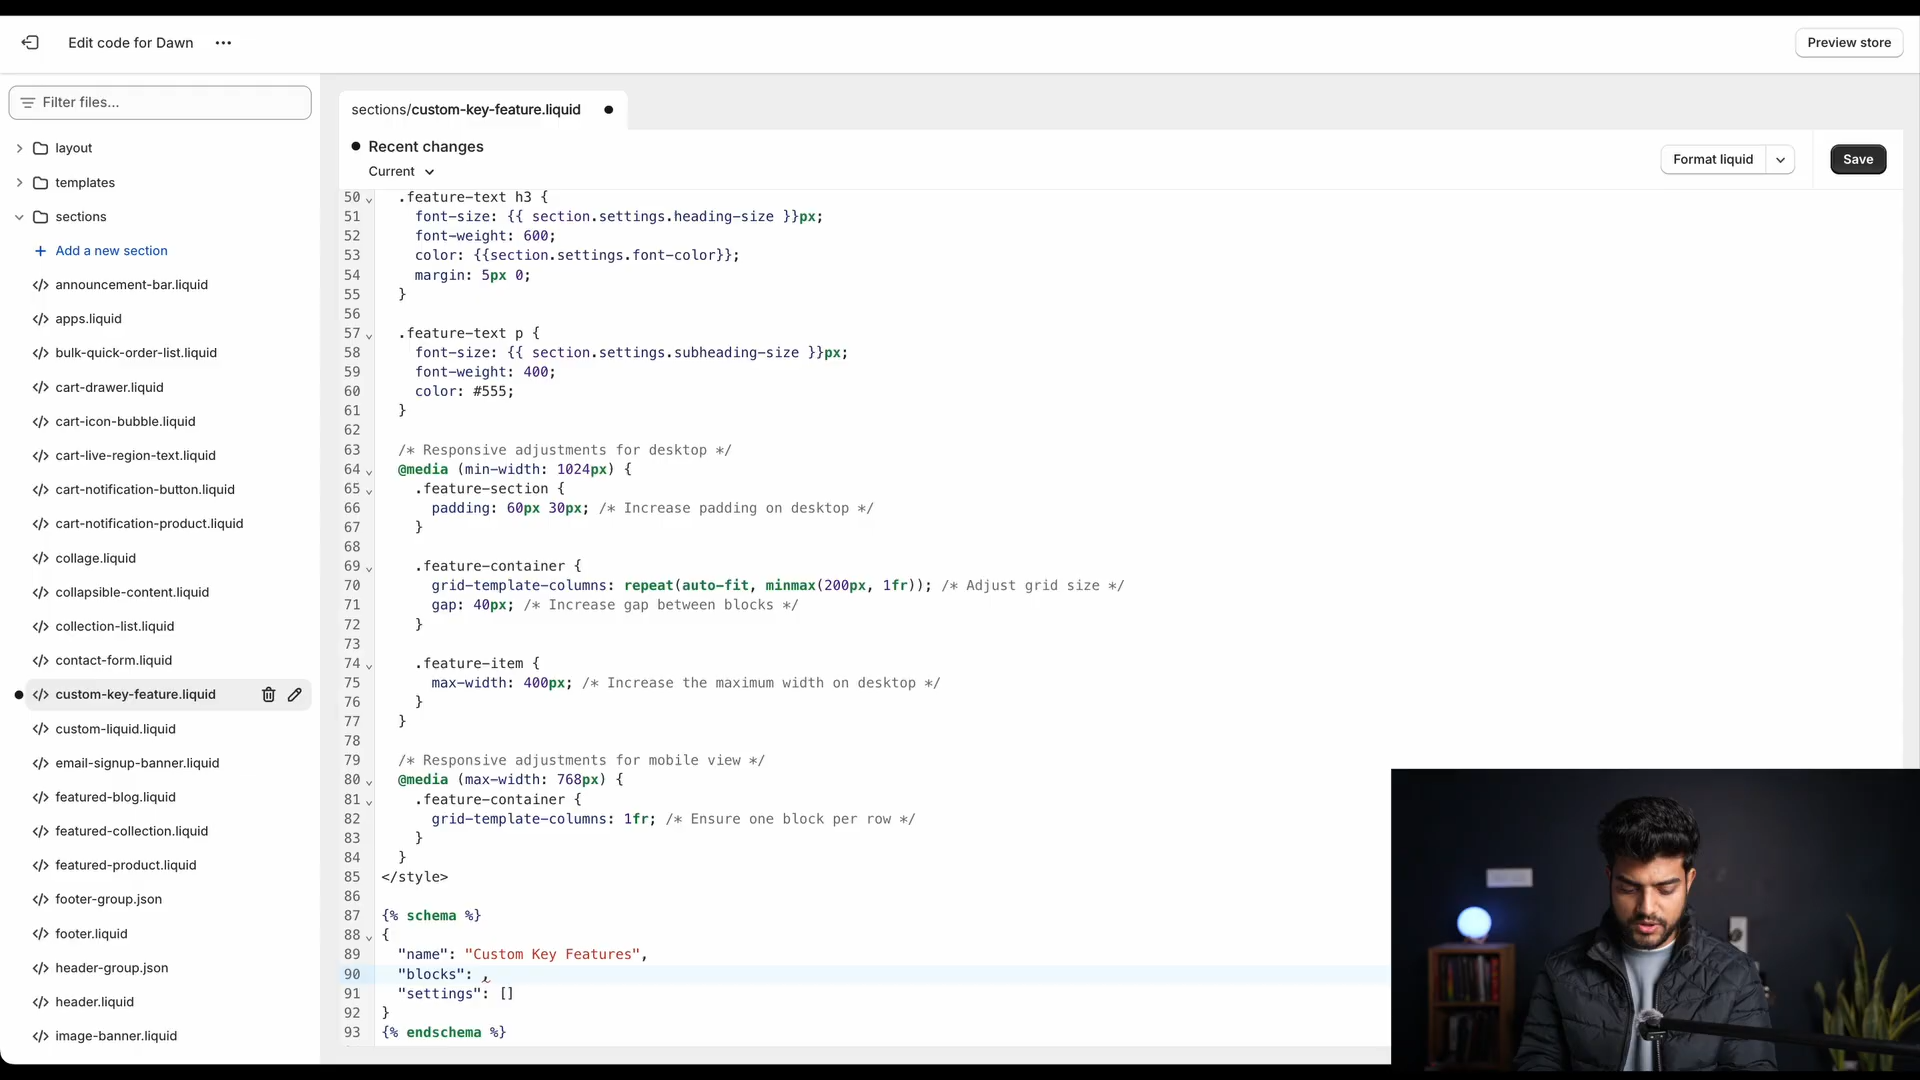 Edit code for Dawn
Preview store
Filter files...
layout
templates
sections
Add a new section
announcement-bar.liquid
apps.liquid
bulk-quick-order-list.liquid
cart-drawer.liquid
cart-icon-bubble.liquid
cart-live-region-text.liquid
cart-notification-button.liquid
cart-notification-product.liquid
collage.liquid
collapsible-content.liquid
collection-list.liquid
contact-form.liquid
custom-key-feature.liquid
custom-liquid.liquid
email-signup-banner.liquid
featured-blog.liquid
featured-collection.liquid
featured-product.liquid
footer-group.json
footer.liquid
header-group.json
header.liquid
image-banner.liquid
sections/custom-key-feature.liquid
Recent changes
Current
Format liquid
Save
50 .feature-text h3 {
51 font-size: {{ section.settings.heading-size }}px;
52 font-weight: 600;
53 color: {{section.settings.font-color}};
54 margin: 5px 0;
55 }
56
57 .feature-text p {
58 font-size: {{ section.settings.subheading-size }}px;
59 font-weight: 400;
60 color: #555;
61 }
62
63 /* Responsive adjustments for desktop */
64 @media (min-width: 1024px) {
65 .feature-section {
66 padding: 60px 30px; /* Increase padding on desktop */
67 }
68
69 .feature-container {
70 grid-template-columns: repeat(auto-fit, minmax(200px, 1fr)); /* Adjust grid size */
71 gap: 40px; /* Increase gap between blocks */
72 }
73
74 .feature-item {
75 max-width: 400px; /* Increase the maximum width on desktop */
76 }
77 }
78
79 /* Responsive adjustments for mobile view */
80 @media (max-width: 768px) {
81 .feature-container {
82 grid-template-columns: 1fr; /* Ensure one block per row */
83 }
84 }
85 </style>
86
87 {% schema %}
88 {
89 "name": "Custom Key Features",
90 "blocks": ,
91 "settings": []
92 }
93 {% endschema %}